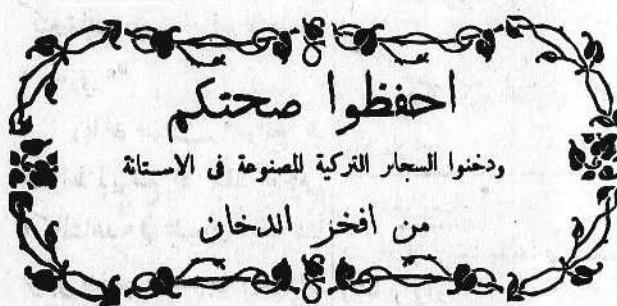 احفظوا صحتكم
ودخنوا السجاير التركية المصنوعة فى الاستانة
من افخر الدخان